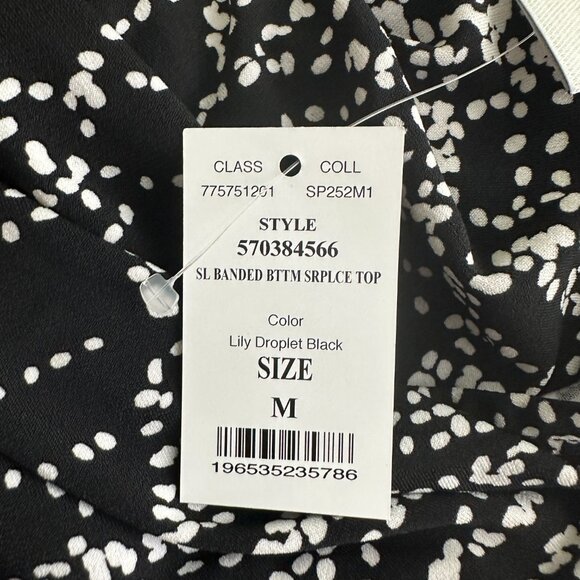 CLASS COLL
775751201 SP252M1
STYLE
570384566
SL BANDED BTTM SRPLCE TOP
Color
Lily Droplet Black
SIZE
M
196535235786